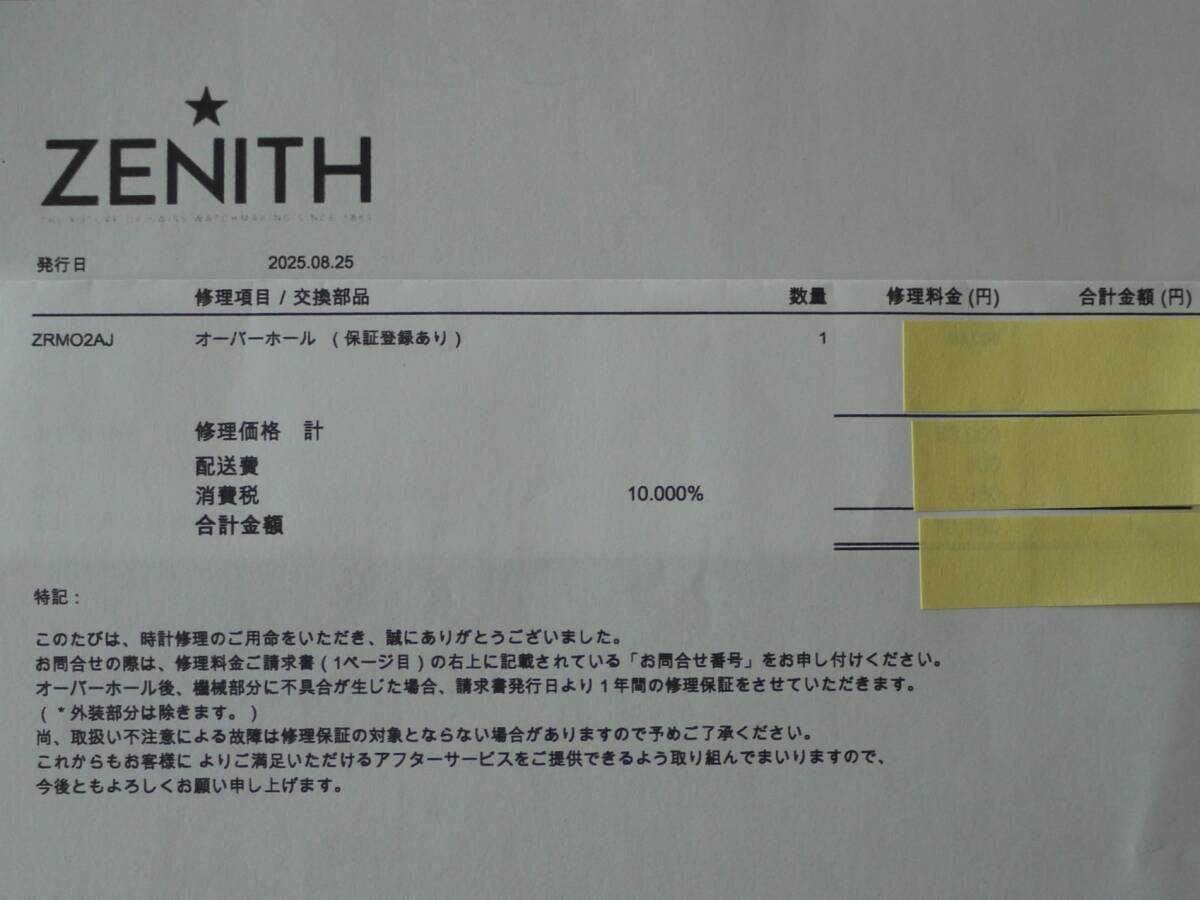 ZENITH
THE FUTURE OF SWISS WATCHMAKING SINCE 1865
発行日 2025.08.25
修理項目 / 交換部品 数量 修理料金 (円) 合計金額 (円)
ZRMO2AJ オーバーホール （保証登録あり） 1
修理価格 計
配送費
消費税 10.000%
合計金額
特記：
このたびは、時計修理のご用命をいただき、誠にありがとうございました。
お問合せの際は、修理料金ご請求書（1ページ目）の右上に記載されている「お問合せ番号」をお申し付けください。
オーバーホール後、機械部分に不具合が生じた場合、請求書発行日より１年間の修理保証をさせていただきます。
（ * 外装部分は除きます。）
尚、取扱い不注意による故障は修理保証の対象とならない場合がありますので予めご了承ください。
これからもお客様に よりご満足いただけるアフターサービスをご提供できるよう取り組んでまいりますので、
今後ともよろしくお願い申し上げます。